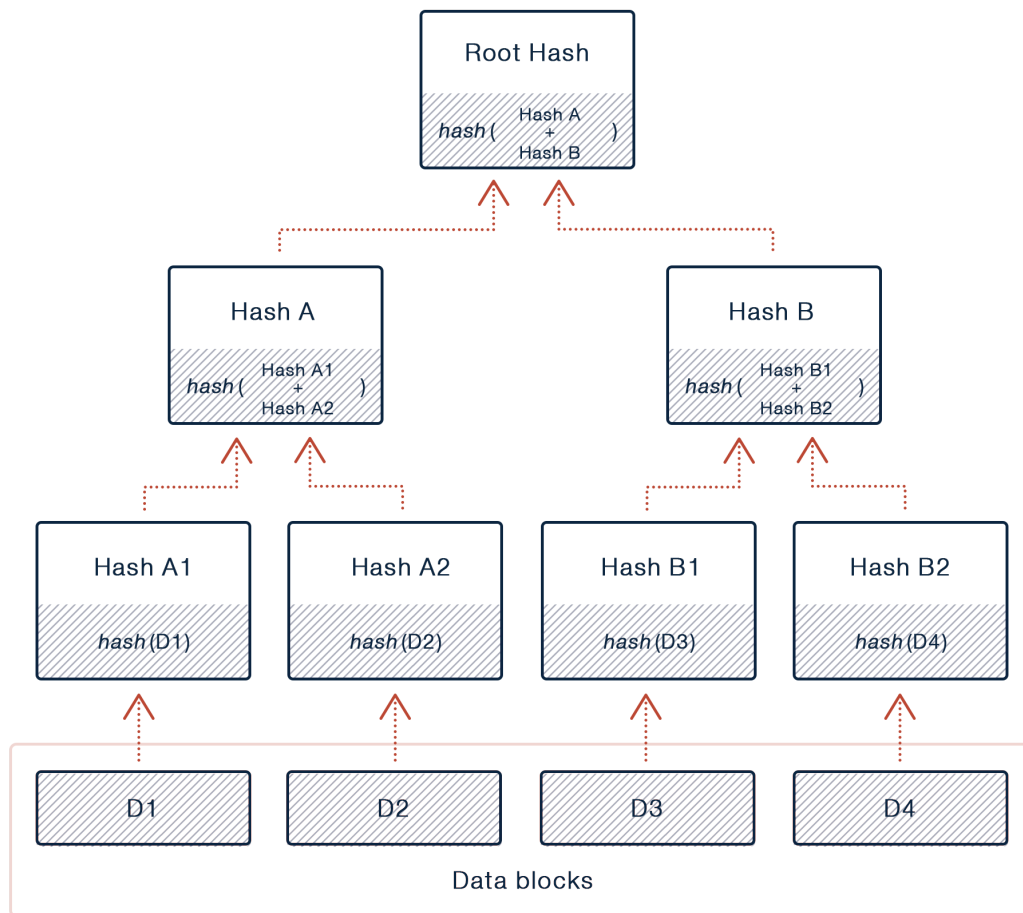 Root Hash
Hash A
hash( + )
Hash B
Hash A
Hash B
Hash A1
hash( + )
Hash A2
Hash B1
hash( + )
Hash B2
Hash A1
Hash A2
Hash B1
Hash B2
hash(D1)
hash(D2)
hash(D3)
hash(D4)
D1
D2
D3
D4
Data blocks